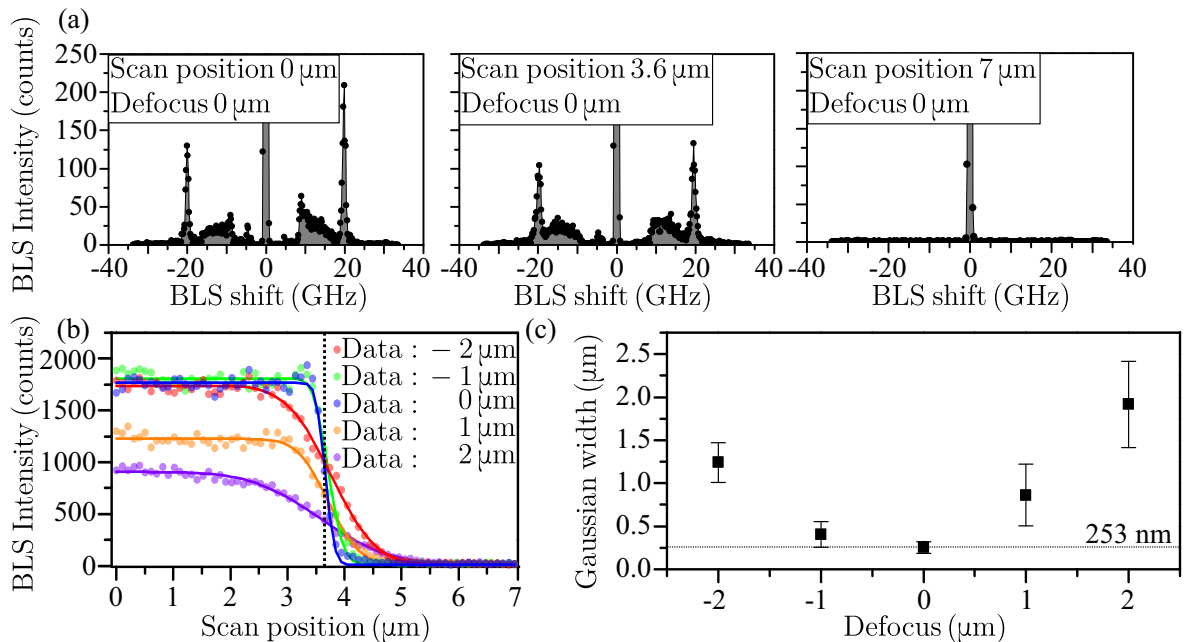 (a)
BLS Intensity (counts)
250
200
150
100
50
0
Scan position 0 µm
Defocus 0 µm
-40 -20 0 20 40
BLS shift (GHz)
Scan position 3.6 µm
Defocus 0 µm
-40 -20 0 20 40
BLS shift (GHz)
Scan position 7 µm
Defocus 0 µm
-40 -20 0 20 40
BLS shift (GHz)
(b)
BLS Intensity (counts)
2000
1750
1500
1250
1000
750
500
250
0
Data : − 2 µm
Data : − 1 µm
Data : 0 µm
Data : 1 µm
Data : 2 µm
0 1 2 3 4 5 6 7
Scan position (µm)
(c)
Gaussian width (µm)
2.5
2.0
1.5
1.0
0.5
0.0
253 nm
-2 -1 0 1 2
Defocus (µm)